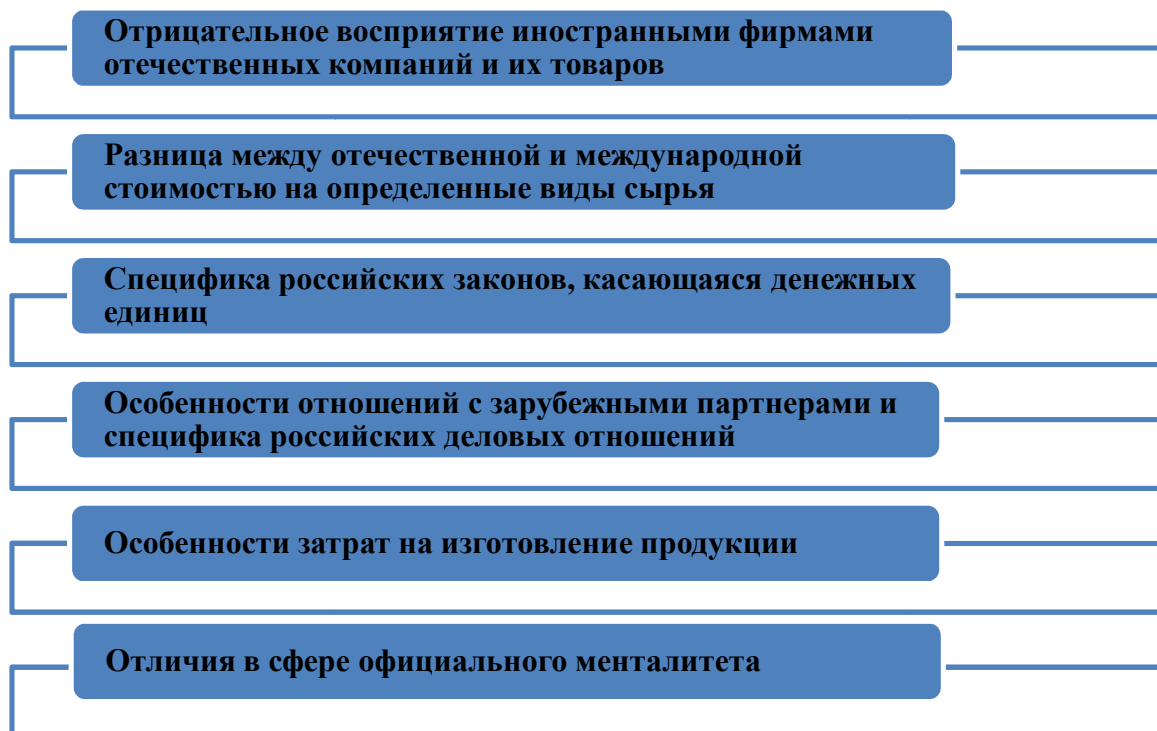 Отрицательное восприятие иностранными фирмами
отечественных компаний и их товаров
Разница между отечественной и международной
стоимостью на определенные виды сырья
Специфика российских законов, касающаяся денежных
единиц
Особенности отношений с зарубежными партнерами и
специфика российских деловых отношений
Особенности затрат на изготовление продукции
Отличия в сфере официального менталитета